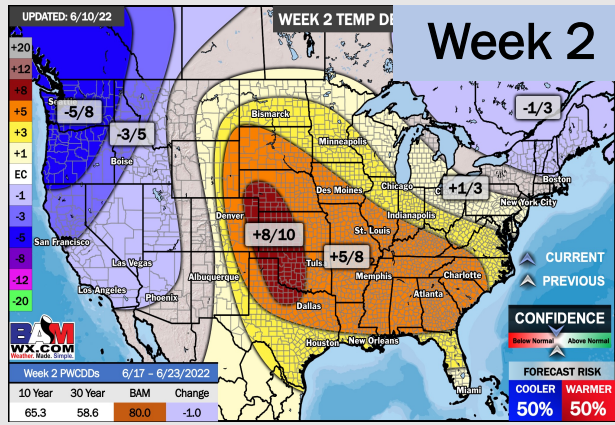 UPDATED: 6/10/22
WEEK 2 TEMP DE
Week 2
+20
+12
+8
+5
+3
+1
EC
-1
-3
-5
-8
-12
-20
-5/8
-3/5
-1/3
+1/3
+8/10
+5/8
Boise
San Francisco
Las Vegas
Los Angeles
Phoenix
Albuquerque
Denver
Bismarck
Minneapolis
Des Moines
Chicago
Indianapolis
St. Louis
Memphis
Dallas
Houston
New Orleans
Atlanta
Charlotte
Miami
New York City
Boston
CURRENT
PREVIOUS
CONFIDENCE
Below Normal
Above Normal
FORECAST RISK
COOLER
WARMER
50%
50%
BAM
WX.COM
Weather. Made. Simple.
Week 2 PWCDDs 6/17 – 6/23/2022
10 Year 30 Year BAM Change
65.3 58.6 80.0 -1.0